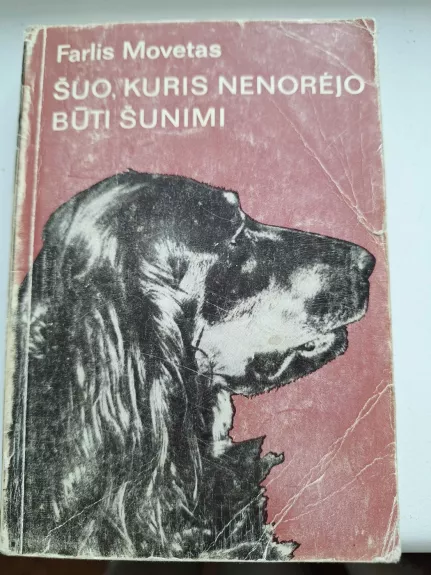 Farlis Movetas
ŠUO, KURIS NENORĖJO
BŪTI ŠUNIMI